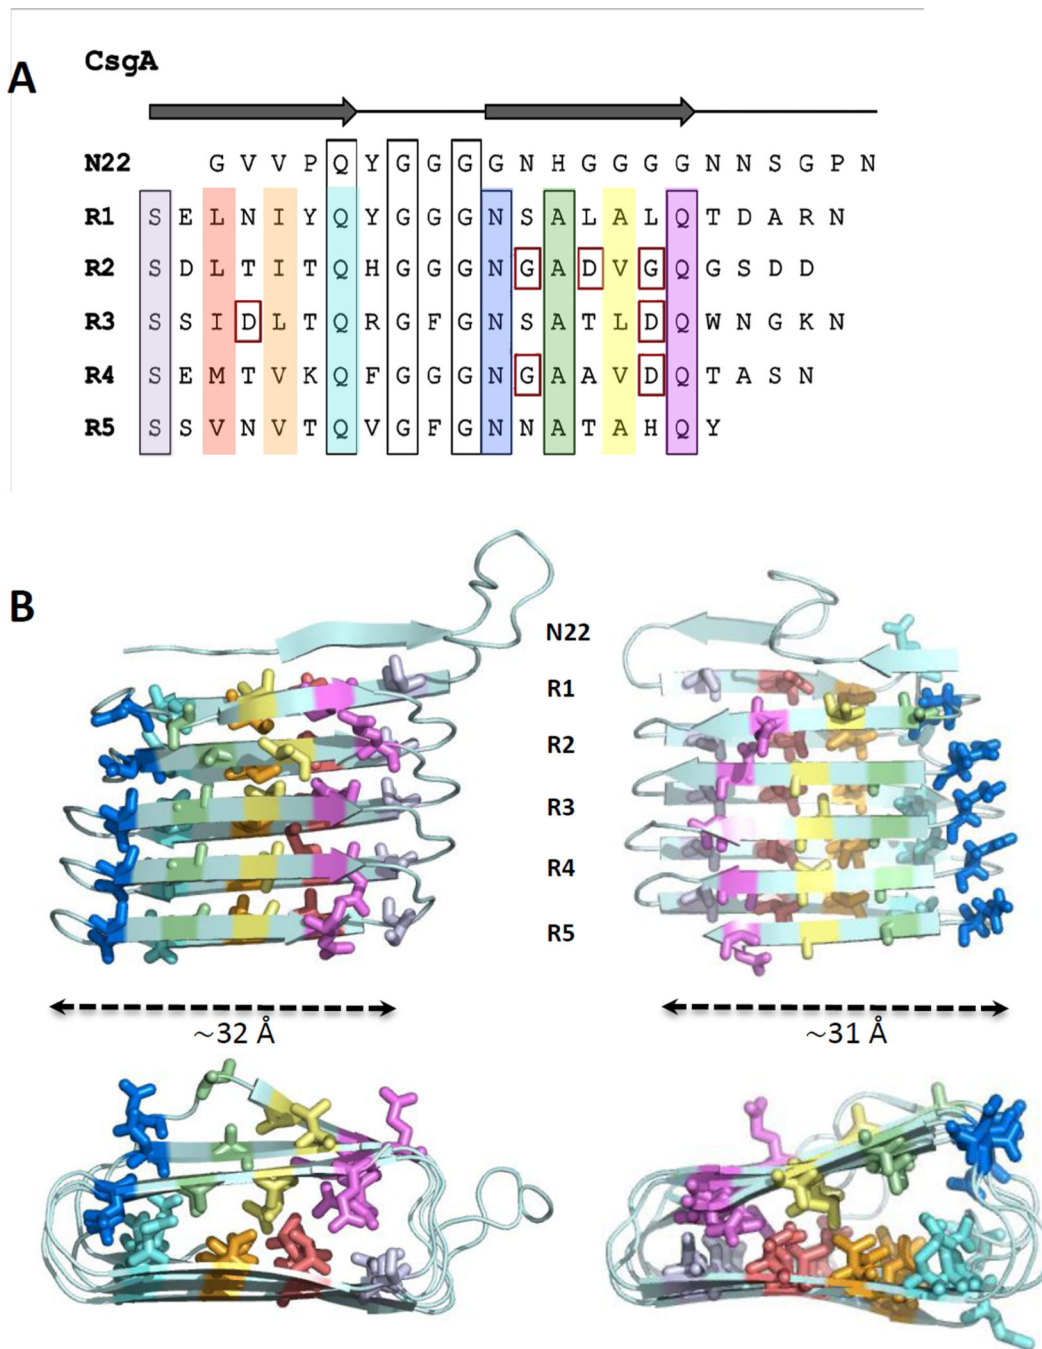 CsgA
A
N22 G V V P Q Y G G G G N H G G G G N N S G P N
R1 S E L N I Y Q Y G G G N S A L A L Q T D A R N
R2 S D L T I T Q H G G G N G A D V G Q G S D D
R3 S S I D L T Q R G F G N S A T L D Q W N G K N
R4 S E M T V K Q F G G G N G A A V D Q T A S N
R5 S S V N V T Q V G F G N N A T A H Q Y
B
N22
R1
R2
R3
R4
R5
~32 Å
~31 Å